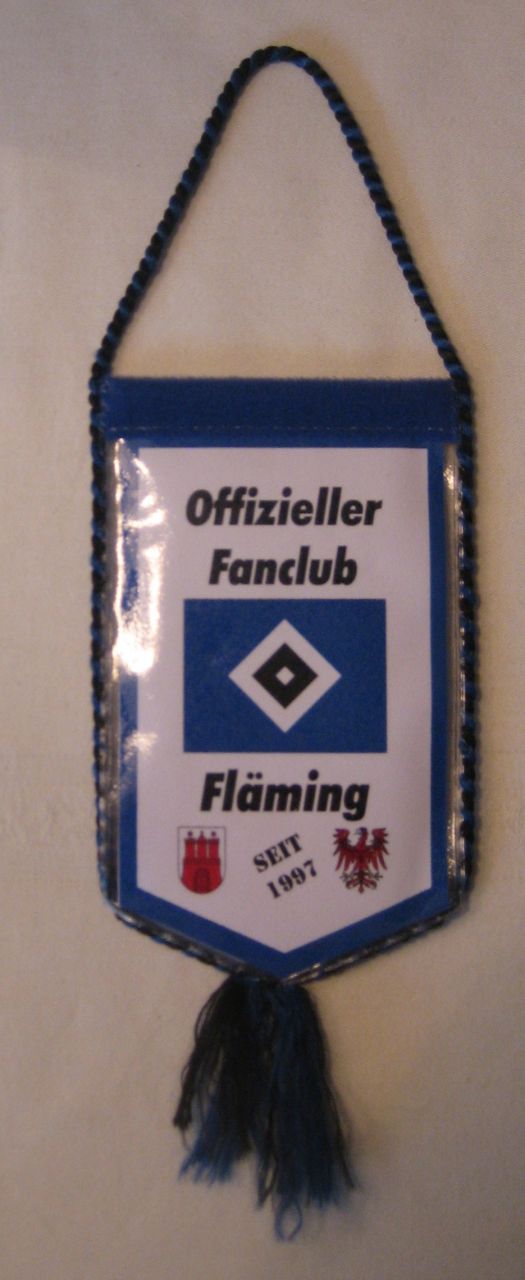 Offizieller
Fanclub
Fläming
SEIT
1997